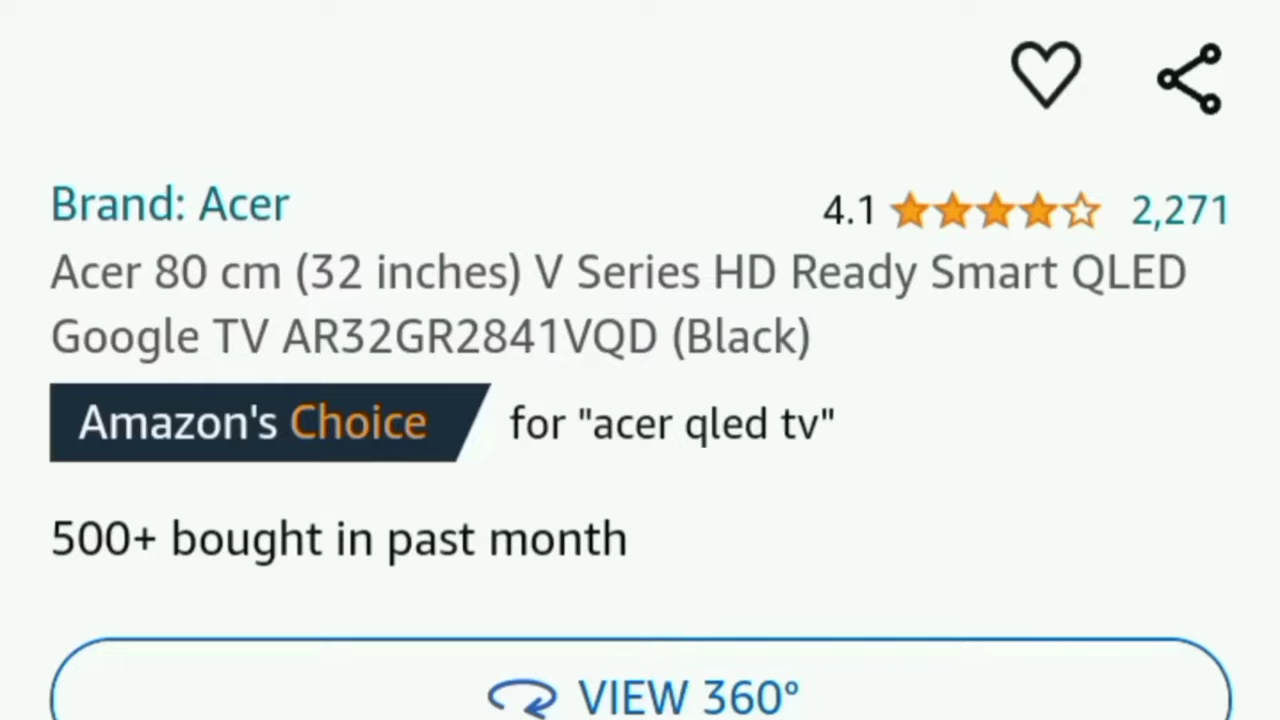 Brand: Acer
4.1 2,271
Acer 80 cm (32 inches) V Series HD Ready Smart QLED
Google TV AR32GR2841VQD (Black)
Amazon's Choice for "acer qled tv"
500+ bought in past month
VIEW 360°